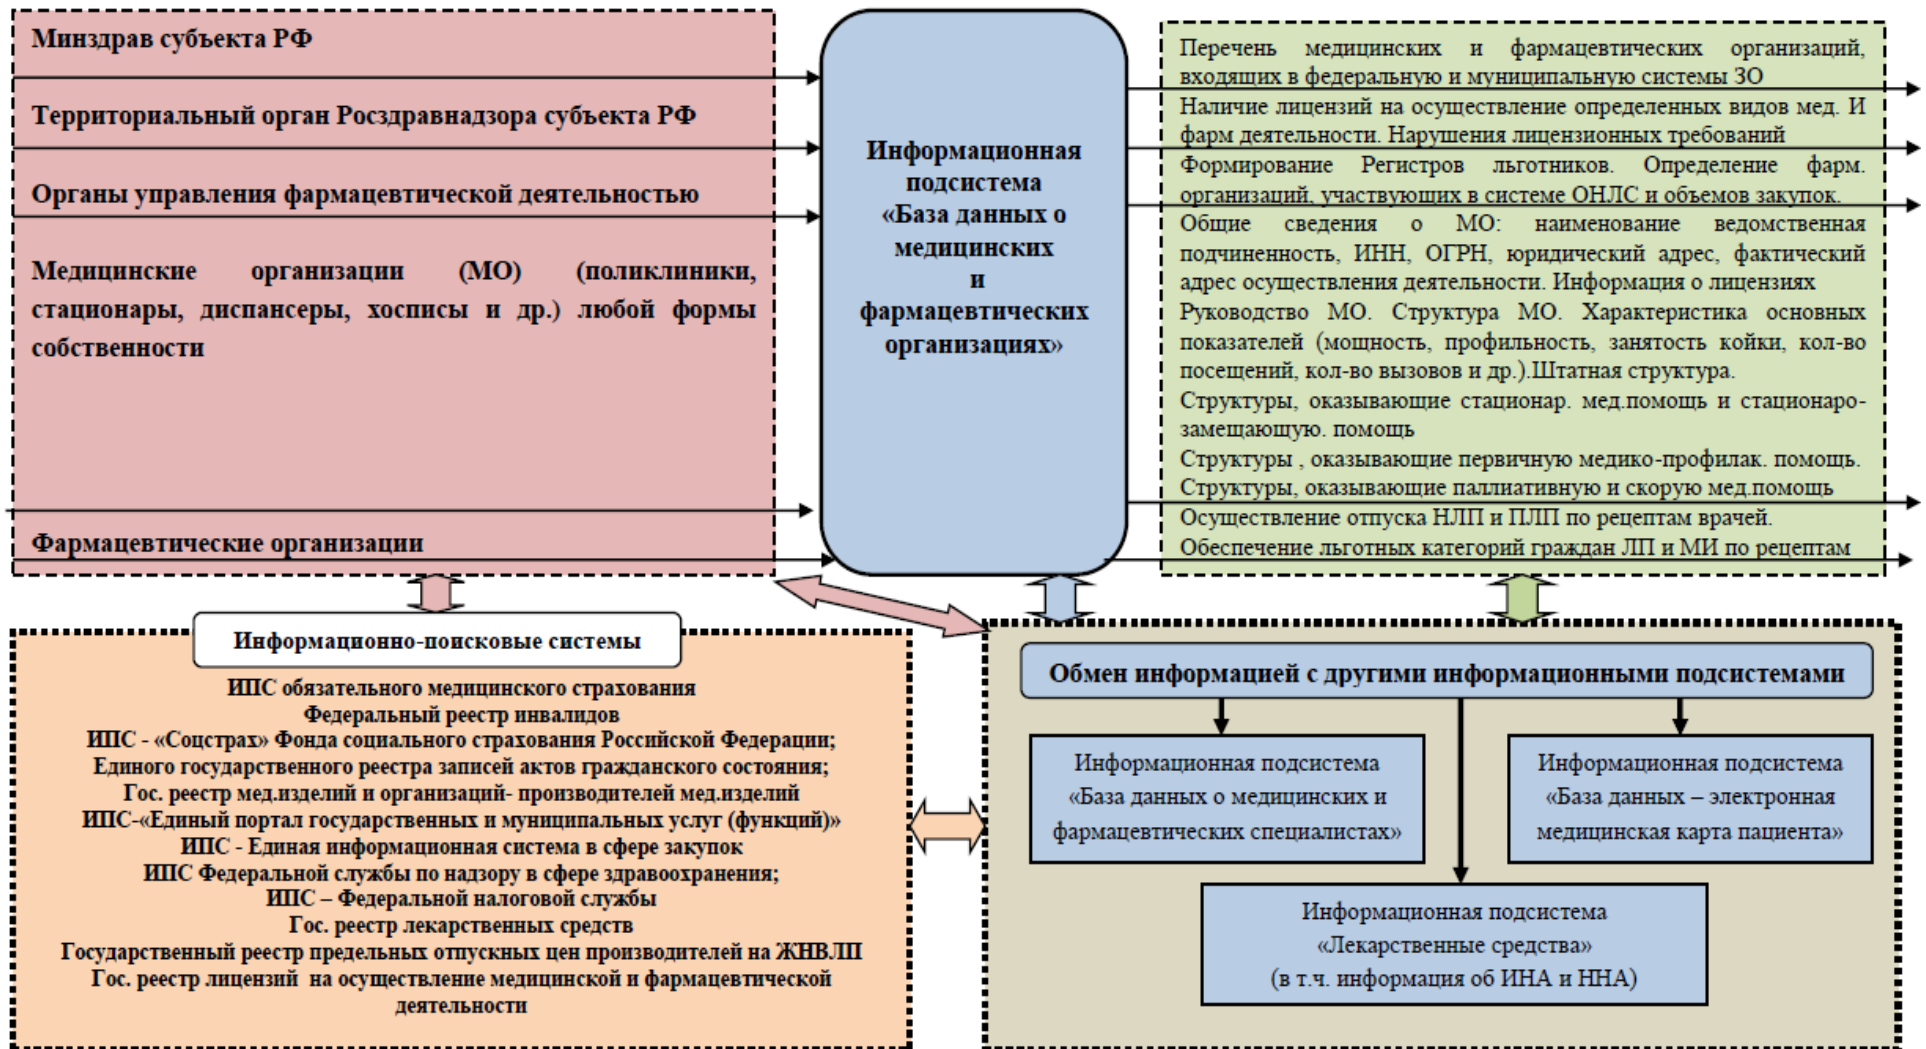 Минздрав субъекта РФ
Территориальный орган Росздравнадзора субъекта РФ
Органы управления фармацевтической деятельностью
Медицинские организации (МО) (поликлиники,
стационары, диспансеры, хосписы и др.) любой формы
собственности
Фармацевтические организации
Информационная
подсистема
«База данных о
медицинских
и
фармацевтических
организациях»
Перечень медицинских и фармацевтических организаций,
входящих в федеральную и муниципальную системы ЗО
Наличие лицензий на осуществление определенных видов мед. И
фарм деятельности. Нарушения лицензионных требований
Формирование Регистров льготников. Определение фарм.
организаций, участвующих в системе ОНЛС и объемов закупок.
Общие сведения о МО: наименование ведомственная
подчиненность, ИНН, ОГРН, юридический адрес, фактический
адрес осуществления деятельности. Информация о лицензиях
Руководство МО. Структура МО. Характеристика основных
показателей (мощность, профильность, занятость койки, кол-во
посещений, кол-во вызовов и др.).Штатная структура.
Структуры, оказывающие стационар. мед.помощь и стационаро-
замещающую. помощь
Структуры , оказывающие первичную медико-профилак. помощь.
Структуры, оказывающие паллиативную и скорую мед.помощь
Осуществление отпуска НЛП и ПЛП по рецептам врачей.
Обеспечение льготных категорий граждан ЛП и МИ по рецептам
Информационно-поисковые системы
ИПС обязательного медицинского страхования
Федеральный реестр инвалидов
ИПС - «Соцстрах» Фонда социального страхования Российской Федерации;
Единого государственного реестра записей актов гражданского состояния;
Гос. реестр мед.изделий и организаций- производителей мед.изделий
ИПС-«Единый портал государственных и муниципальных услуг (функций)»
ИПС - Единая информационная система в сфере закупок
ИПС Федеральной службы по надзору в сфере здравоохранения;
ИПС – Федеральной налоговой службы
Гос. реестр лекарственных средств
Государственный реестр предельных отпускных цен производителей на ЖНВЛП
Гос. реестр лицензий на осуществление медицинской и фармацевтической
деятельности
Обмен информацией с другими информационными подсистемами
Информационная подсистема
«База данных о медицинских и
фармацевтических специалистах»
Информационная подсистема
«База данных – электронная
медицинская карта пациента»
Информационная подсистема
«Лекарственные средства»
(в т.ч. информация об ИНА и ННА)